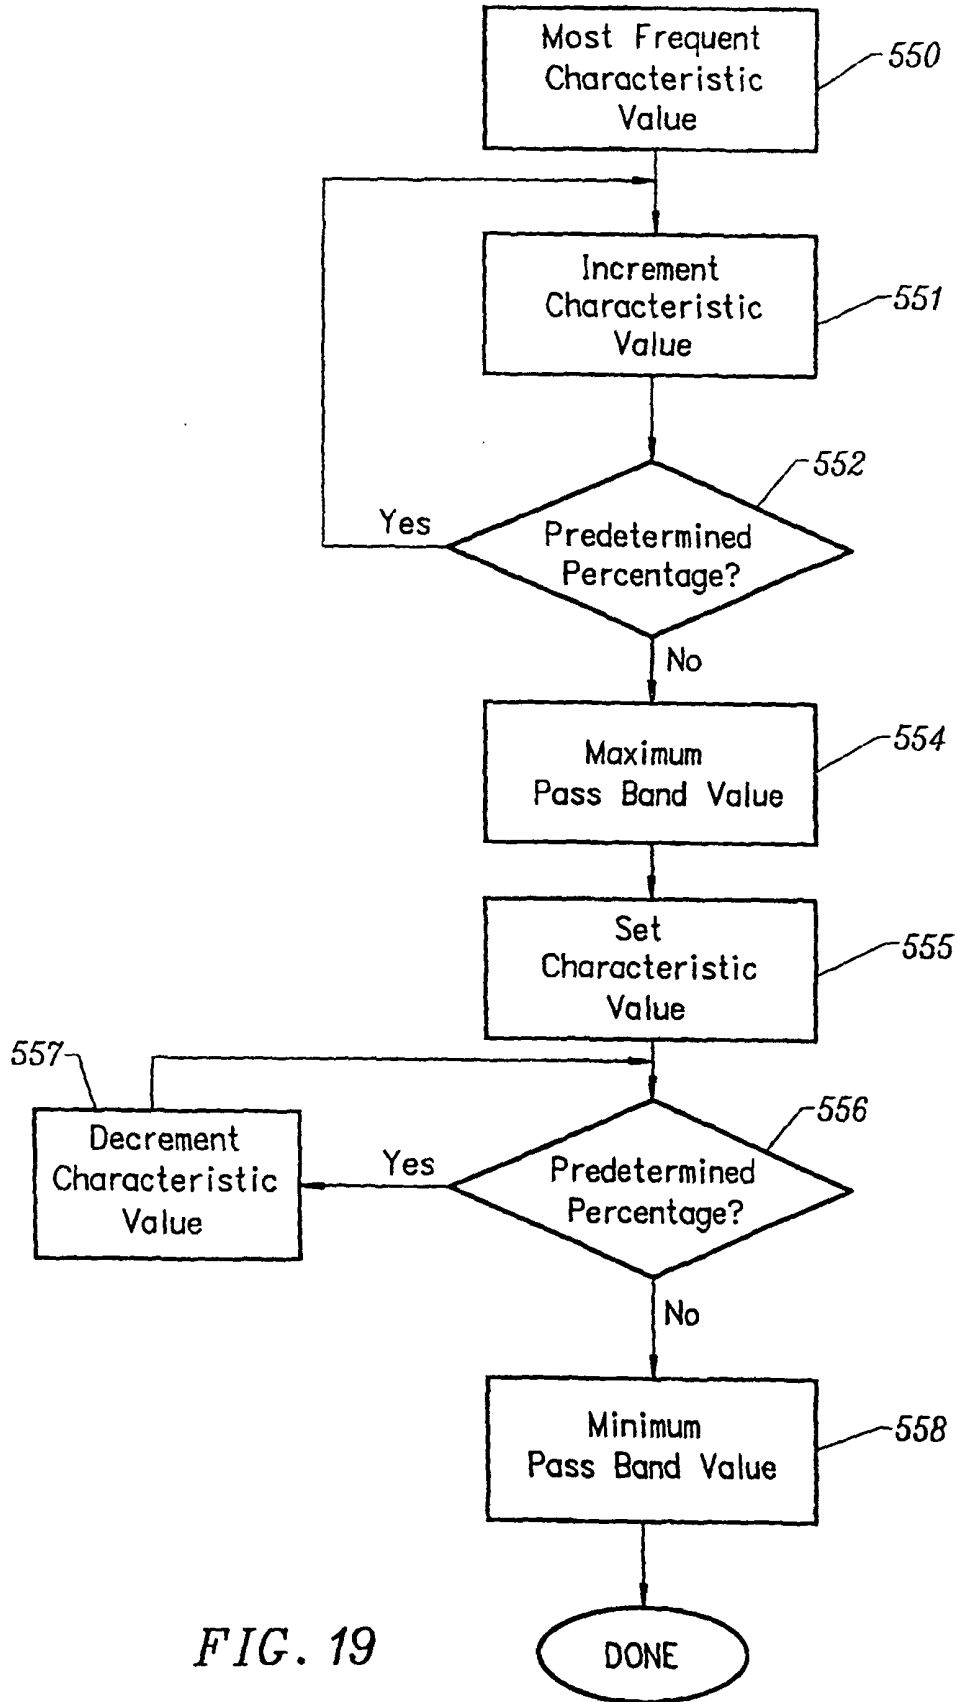 Most Frequent
Characteristic
Value
550
Increment
Characteristic
Value
551
552
Yes
Predetermined
Percentage?
No
Maximum
Pass Band Value
554
Set
Characteristic
Value
555
557
Decrement
Characteristic
Value
Yes
556
Predetermined
Percentage?
No
Minimum
Pass Band Value
558
DONE
FIG. 19